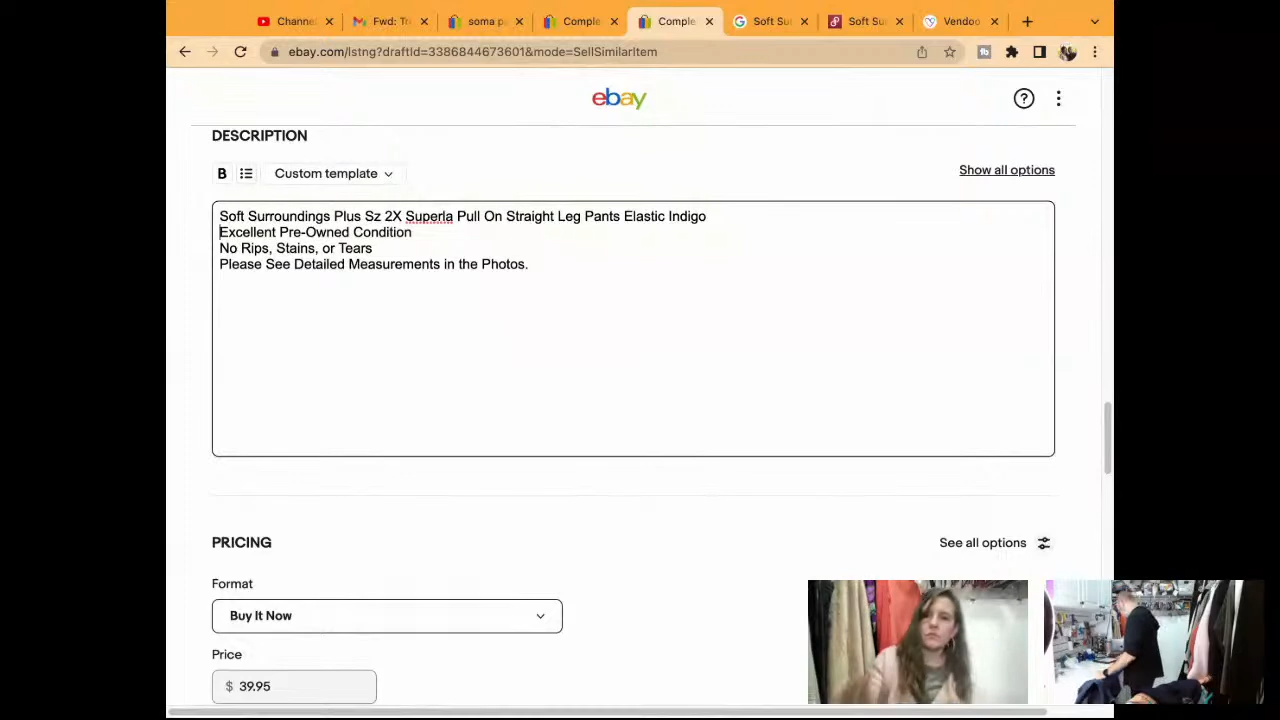 Channel
Fwd: Tr
soma pa
Comple
Comple
Soft Sur
Soft Su
Vendoo
ebay.com/lstng?draftId=3386844673601&mode=SellSimilarItem
ebay
DESCRIPTION
B
Custom template
Show all options
Soft Surroundings Plus Sz 2X Superla Pull On Straight Leg Pants Elastic Indigo
Excellent Pre-Owned Condition
No Rips, Stains, or Tears
Please See Detailed Measurements in the Photos.
PRICING
See all options
Format
Buy It Now
Price
$ 39.95